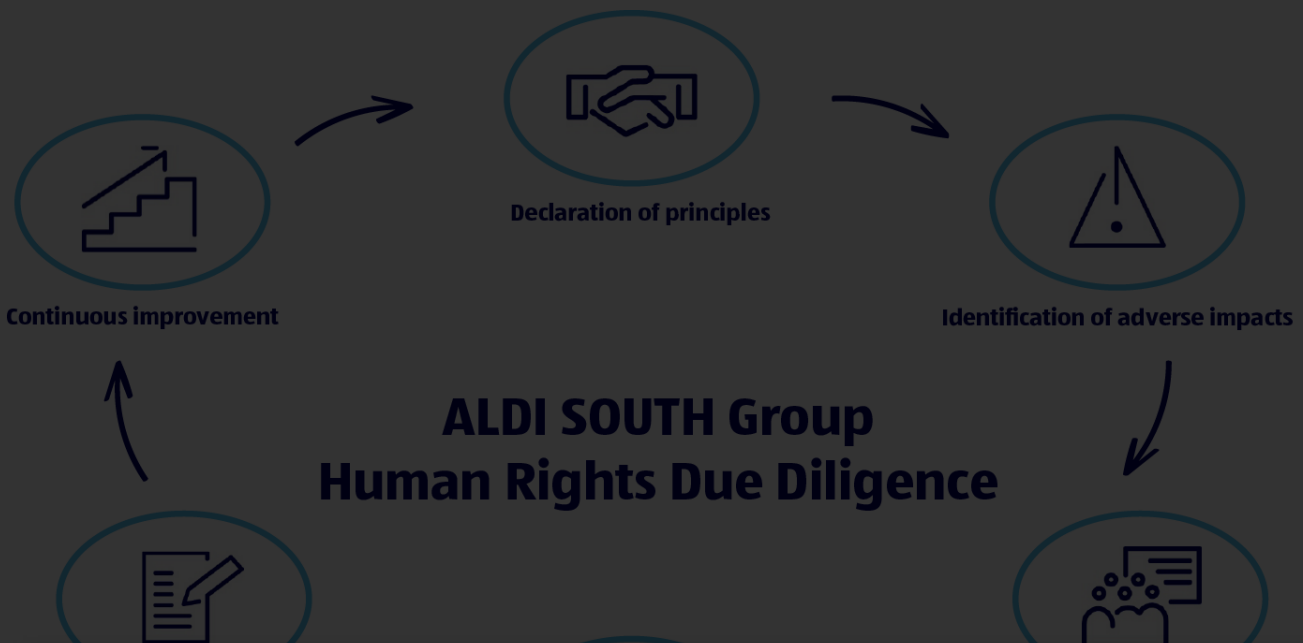 Declaration of principles
Continuous improvement
Identification of adverse impacts
ALDI SOUTH Group
Human Rights Due Diligence